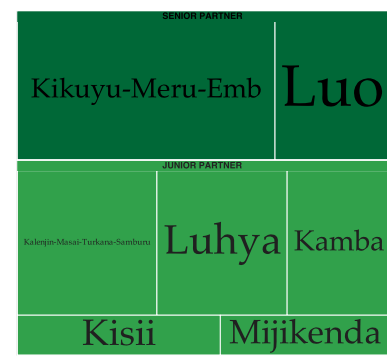 SENIOR PARTNER
Kikuyu-Meru-Emb
Luo
JUNIOR PARTNER
Kalenjin-Masai-Turkana-Samburu
Luhya
Kamba
Kisii
Mijikenda